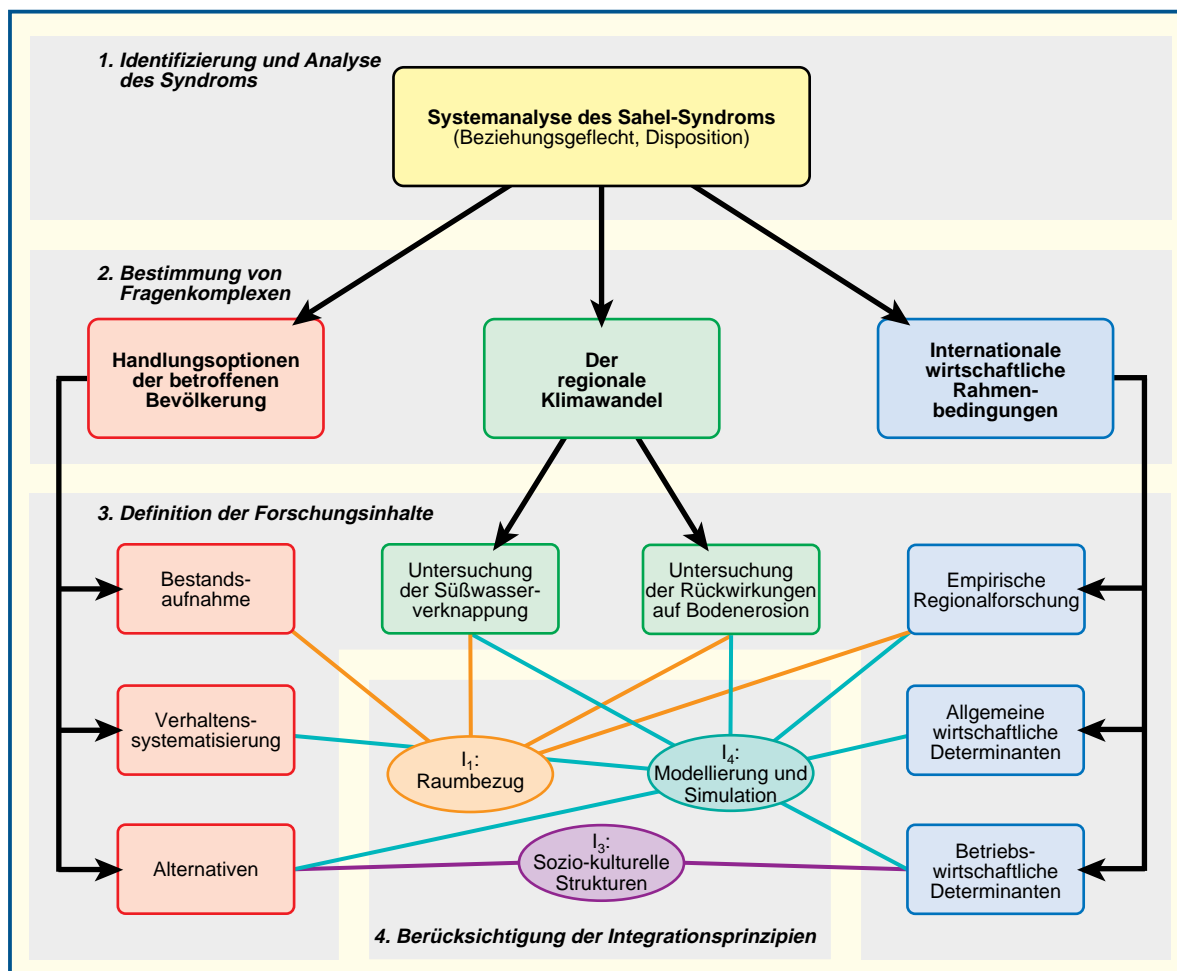 1. Identifizierung und Analyse
des Syndroms
Systemanalyse des Sahel-Syndroms
(Beziehungsgeflecht, Disposition)
2. Bestimmung von
Fragenkomplexen
Handlungsoptionen
der betroffenen
Bevölkerung
Der
regionale
Klimawandel
Internationale
wirtschaftliche
Rahmen-
bedingungen
3. Definition der Forschungsinhalte
Bestands-
aufnahme
Untersuchung
der Süßwasser-
verknappung
Untersuchung
der Rückwirkungen
auf Bodenerosion
Empirische
Regionalforschung
Verhaltens-
systematisierung
I₁:
Raumbezug
I₄:
Modellierung und
Simulation
Allgemeine
wirtschaftliche
Determinanten
Alternativen
I₃:
Sozio-kulturelle
Strukturen
Betriebs-
wirtschaftliche
Determinanten
4. Berücksichtigung der Integrationsprinzipien